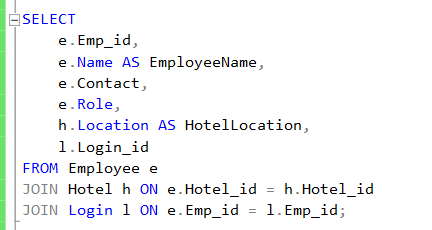 SELECT
e.Emp_id,
e.Name AS EmployeeName,
e.Contact,
e.Role,
h.Location AS HotelLocation,
l.Login_id
FROM Employee e
JOIN Hotel h ON e.Hotel_id = h.Hotel_id
JOIN Login l ON e.Emp_id = l.Emp_id;